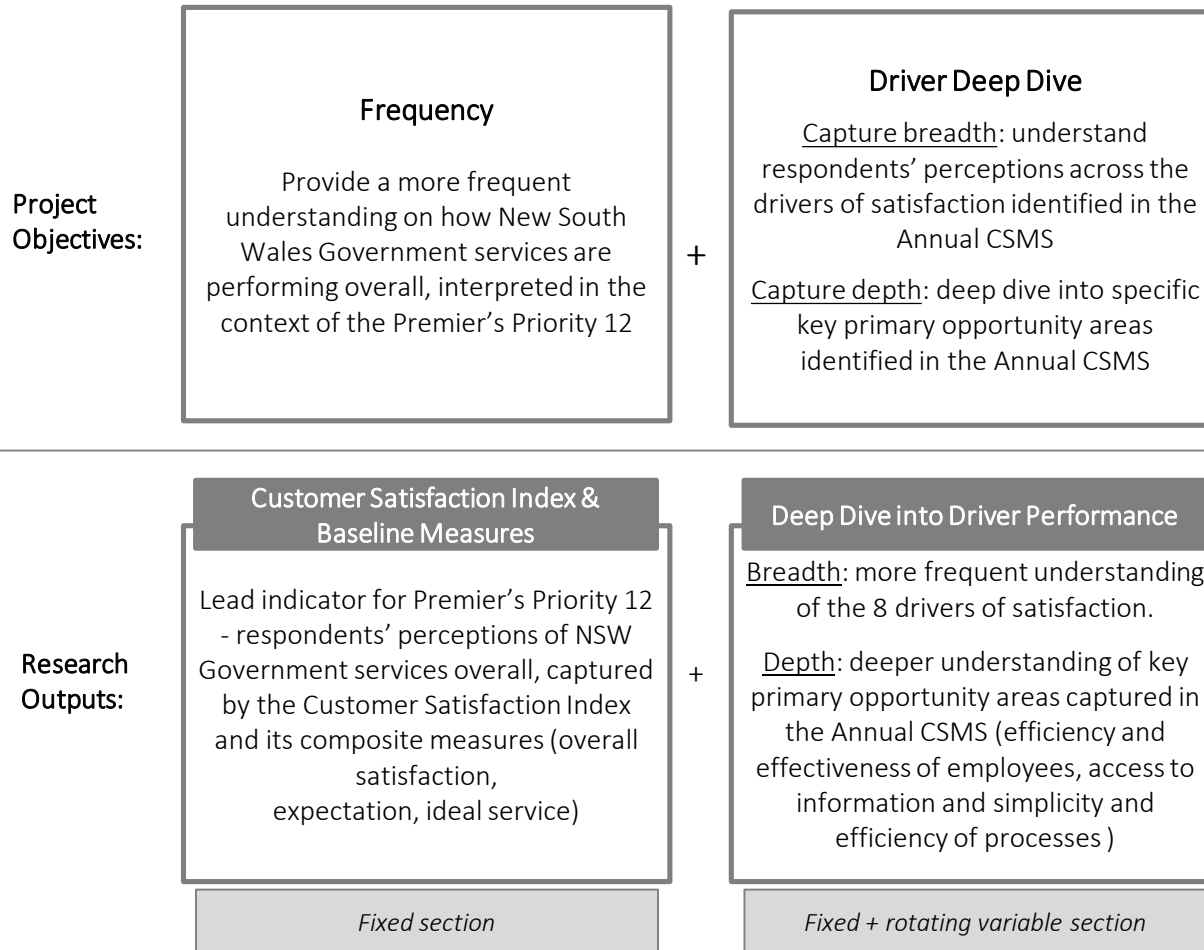 Project
Objectives:
Frequency
Provide a more frequent
understanding on how New South
Wales Government services are
performing overall, interpreted in the
context of the Premier's Priority 12
+
Driver Deep Dive
Capture breadth: understand
respondents' perceptions across the
drivers of satisfaction identified in the
Annual CSMS
Capture depth: deep dive into specific
key primary opportunity areas
identified in the Annual CSMS
Research
Outputs:
Customer Satisfaction Index &
Baseline Measures
Lead indicator for Premier's Priority 12
- respondents' perceptions of NSW
Government services overall, captured
by the Customer Satisfaction Index
and its composite measures (overall
satisfaction,
expectation, ideal service)
Fixed section
+
Deep Dive into Driver Performance
Breadth: more frequent understanding
of the 8 drivers of satisfaction.
Depth: deeper understanding of key
primary opportunity areas captured in
the Annual CSMS (efficiency and
effectiveness of employees, access to
information and simplicity and
efficiency of processes )
Fixed + rotating variable section